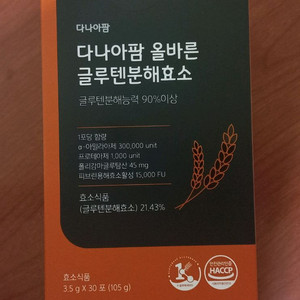 다나아팜
다나아팜 올바른
글루텐분해효소
글루텐분해능력 90%이상
1포당 함량
α-아밀라아제 300,000 unit
프로테아제 1,000 unit
폴리감마글루탐산 45 mg
피브린용해효소활성 15,000 FU
효소식품
(글루텐분해효소) 21.43%
효소식품
3.5 g X 30 포 (105 g)
HACCP